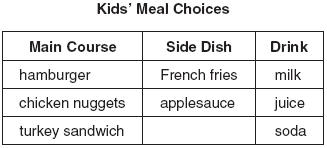 Kids' Meal Choices
Main Course Side Dish Drink
hamburger French fries milk
chicken nuggets applesauce juice
turkey sandwich soda